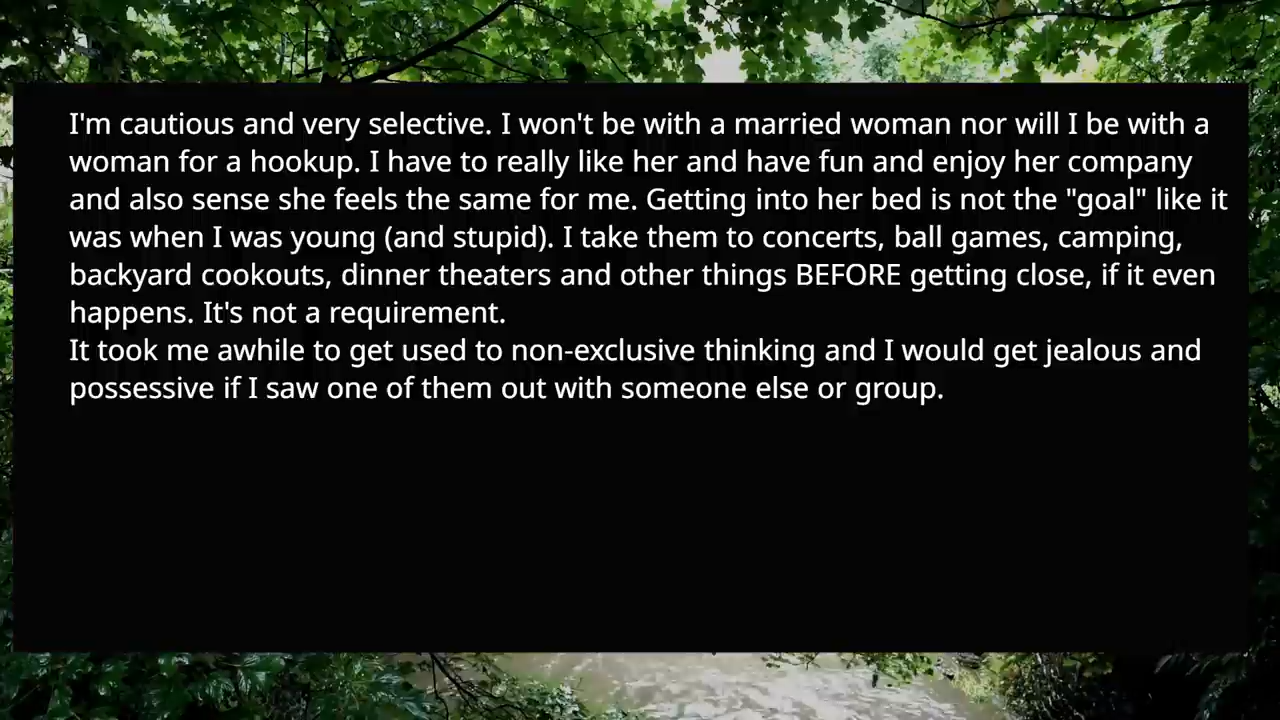 I'm cautious and very selective. I won't be with a married woman nor will I be with a
woman for a hookup. I have to really like her and have fun and enjoy her company
and also sense she feels the same for me. Getting into her bed is not the "goal" like it
was when I was young (and stupid). I take them to concerts, ball games, camping,
backyard cookouts, dinner theaters and other things BEFORE getting close, if it even
happens. It's not a requirement.
It took me awhile to get used to non-exclusive thinking and I would get jealous and
possessive if I saw one of them out with someone else or group.